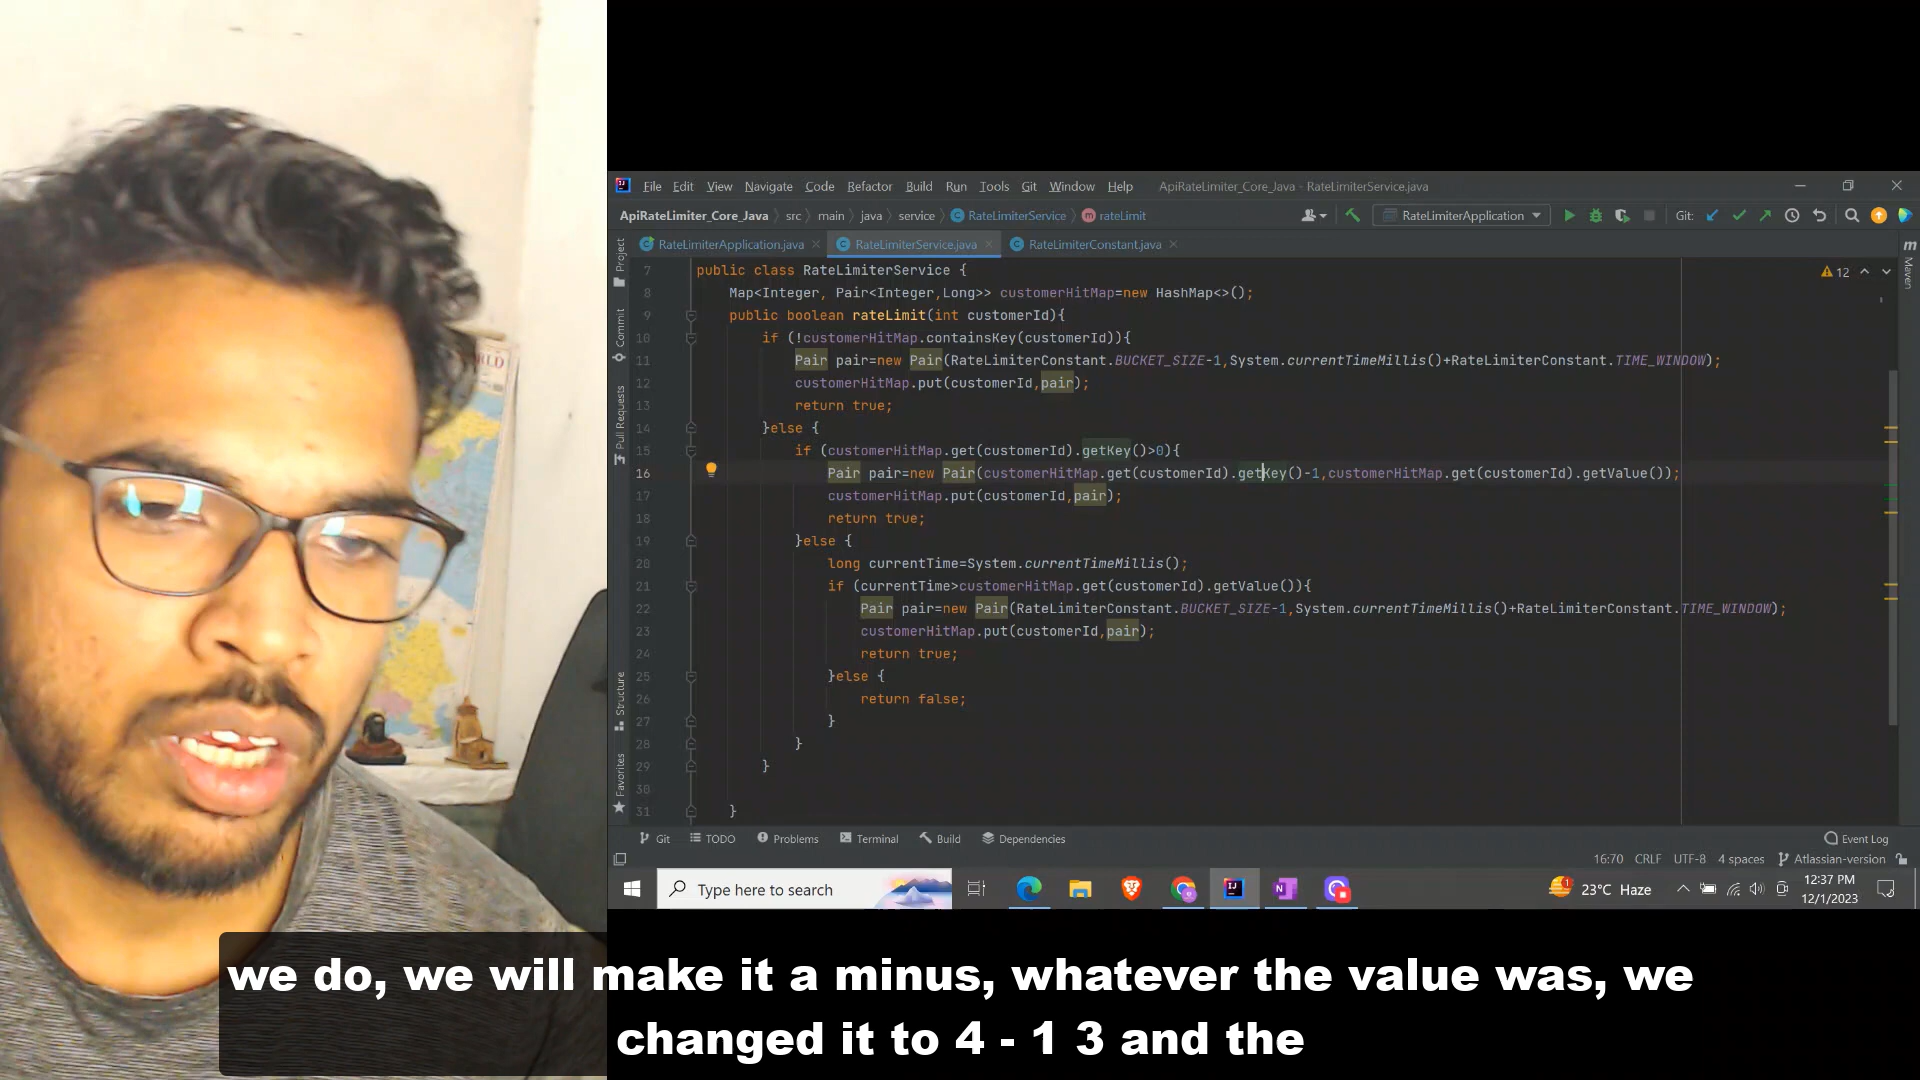 File Edit View Navigate Code Refactor Build Run Tools Git Window Help ApiRateLimiter_Core_Java - RateLimiterService.java
ApiRateLimiter_Core_Java src main java service RateLimiterService rateLimit RateLimiterApplication Git:
Project RateLimiterApplication.java RateLimiterService.java RateLimiterConstant.java
Commit
Pull Requests
Structure
Favorites
Maven
12
7 public class RateLimiterService {
8 Map<Integer, Pair<Integer,Long>> customerHitMap=new HashMap<>();
9 public boolean rateLimit(int customerId){
10 if (!customerHitMap.containsKey(customerId)){
11 Pair pair=new Pair(RateLimiterConstant.BUCKET_SIZE-1,System.currentTimeMillis()+RateLimiterConstant.TIME_WINDOW);
12 customerHitMap.put(customerId,pair);
13 return true;
14 }else {
15 if (customerHitMap.get(customerId).getKey()>0){
16 Pair pair=new Pair(customerHitMap.get(customerId).getKey()-1,customerHitMap.get(customerId).getValue());
17 customerHitMap.put(customerId,pair);
18 return true;
19 }else {
20 long currentTime=System.currentTimeMillis();
21 if (currentTime>customerHitMap.get(customerId).getValue()){
22 Pair pair=new Pair(RateLimiterConstant.BUCKET_SIZE-1,System.currentTimeMillis()+RateLimiterConstant.TIME_WINDOW);
23 customerHitMap.put(customerId,pair);
24 return true;
25 }else {
26 return false;
27 }
28 }
29 }
30
31 }
Git TODO Problems Terminal Build Dependencies Event Log
16:70 CRLF UTF-8 4 spaces Atlassian-version
Type here to search 23°C Haze 12:37 PM
12/1/2023
we do, we will make it a minus, whatever the value was, we
changed it to 4 - 1 3 and the